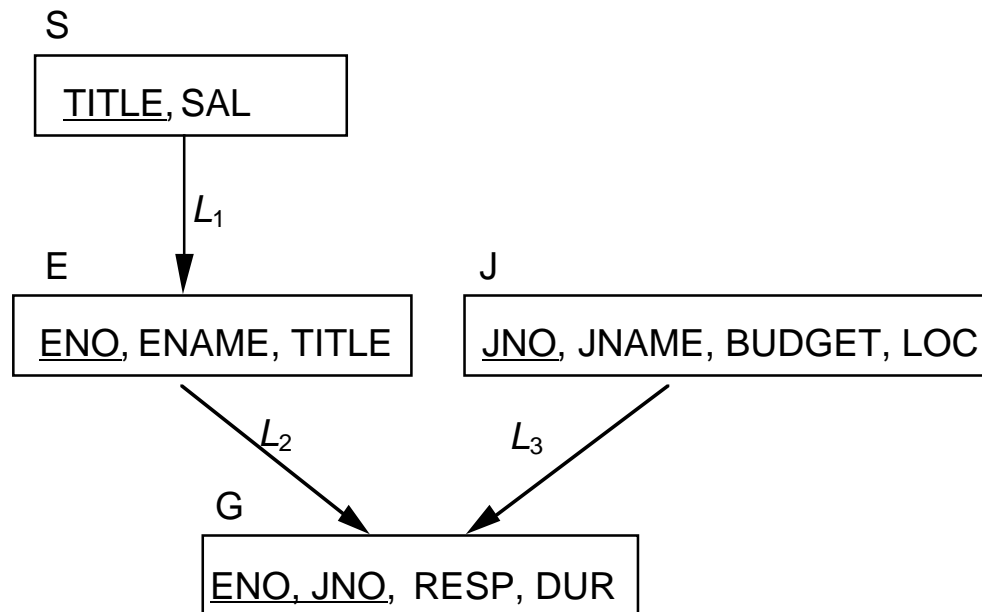 S
TITLE, SAL
L1
E
J
ENO, ENAME, TITLE
JNO, JNAME, BUDGET, LOC
L2
L3
G
ENO, JNO, RESP, DUR